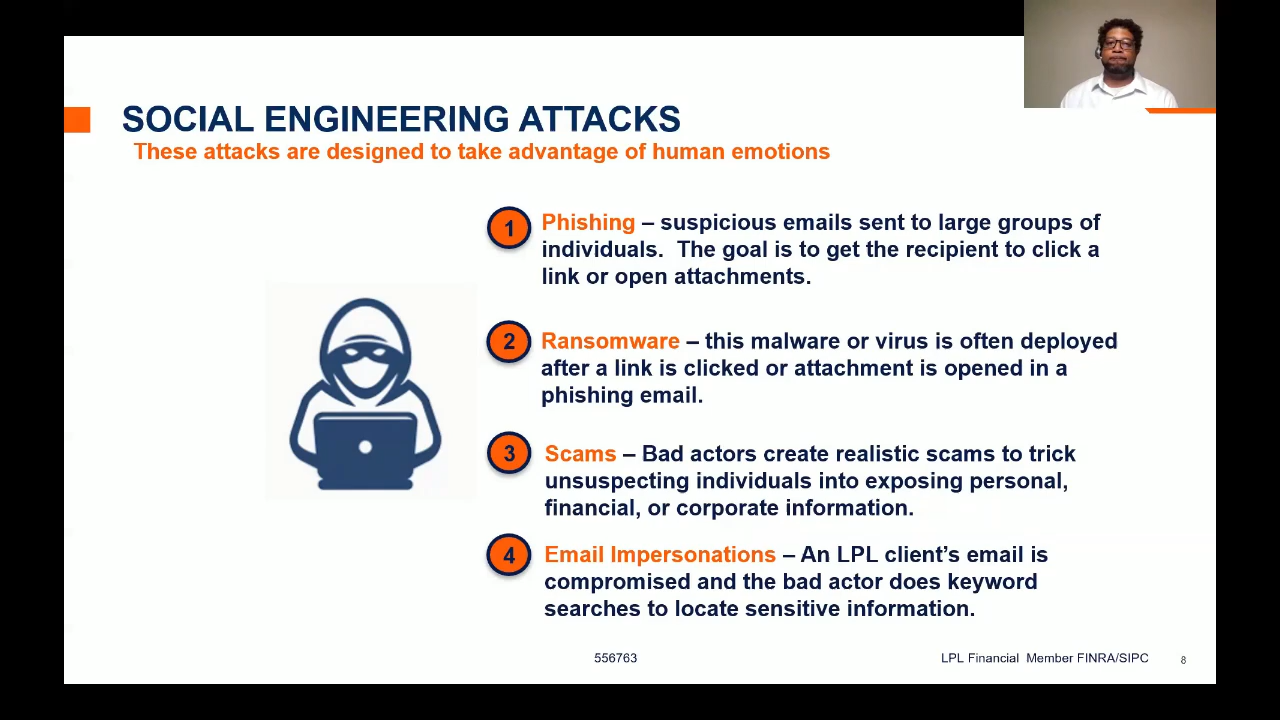 SOCIAL ENGINEERING ATTACKS
These attacks are designed to take advantage of human emotions
1 Phishing – suspicious emails sent to large groups of
individuals.  The goal is to get the recipient to click a
link or open attachments.
2 Ransomware – this malware or virus is often deployed
after a link is clicked or attachment is opened in a
phishing email.
3 Scams – Bad actors create realistic scams to trick
unsuspecting individuals into exposing personal,
financial, or corporate information.
4 Email Impersonations – An LPL client’s email is
compromised and the bad actor does keyword
searches to locate sensitive information.
556763
LPL Financial  Member FINRA/SIPC
8